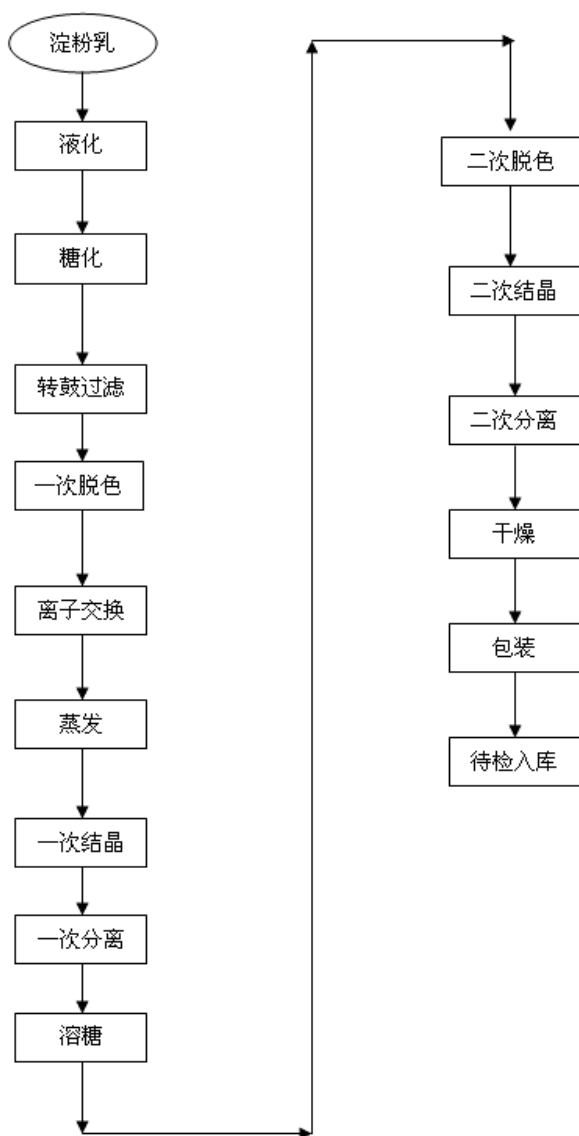 淀粉乳
液化
糖化
转鼓过滤
一次脱色
离子交换
蒸发
一次结晶
一次分离
溶糖
二次脱色
二次结晶
二次分离
干燥
包装
待检入库